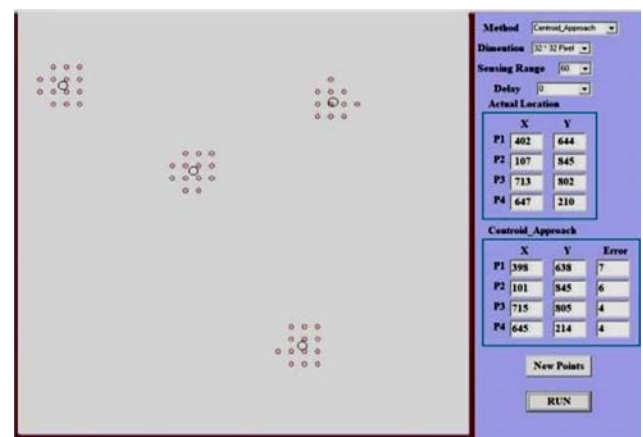 Method Centroid_Approach
Dimention 32 * 32 Pixel
Sensing Range 60
Delay 0
Actual Location
X Y
P1 402 644
P2 107 845
P3 713 802
P4 647 210
Centroid_Approach
X Y Error
P1 398 638 7
P2 101 845 6
P3 715 805 4
P4 645 214 4
New Points
RUN